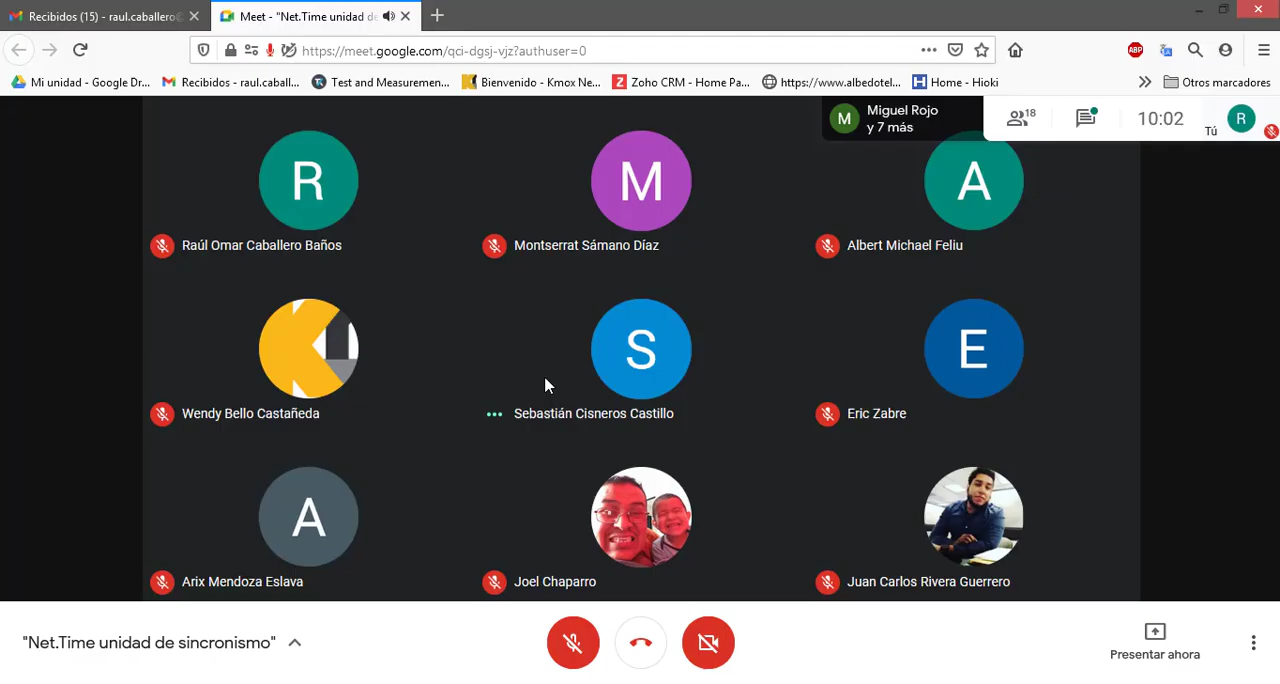 Recibidos (15) - raul.caballero@
Meet - "Net.Time unidad de
https://meet.google.com/qci-dgsj-vjz?authuser=0
ABP
Mi unidad - Google Dr...
Recibidos - raul.caball...
Test and Measuremen...
Bienvenido - Kmox Ne...
Zoho CRM - Home Pa...
https://www.albedotel...
Home - Hioki
Otros marcadores
M
Miguel Rojo
y 7 más
18
10:02
Tú
R
R
M
A
Raúl Omar Caballero Baños
Montserrat Sámano Díaz
Albert Michael Feliu
S
E
Wendy Bello Castañeda
Sebastián Cisneros Castillo
Eric Zabre
A
Arix Mendoza Eslava
Joel Chaparro
Juan Carlos Rivera Guerrero
"Net.Time unidad de sincronismo"
Presentar ahora